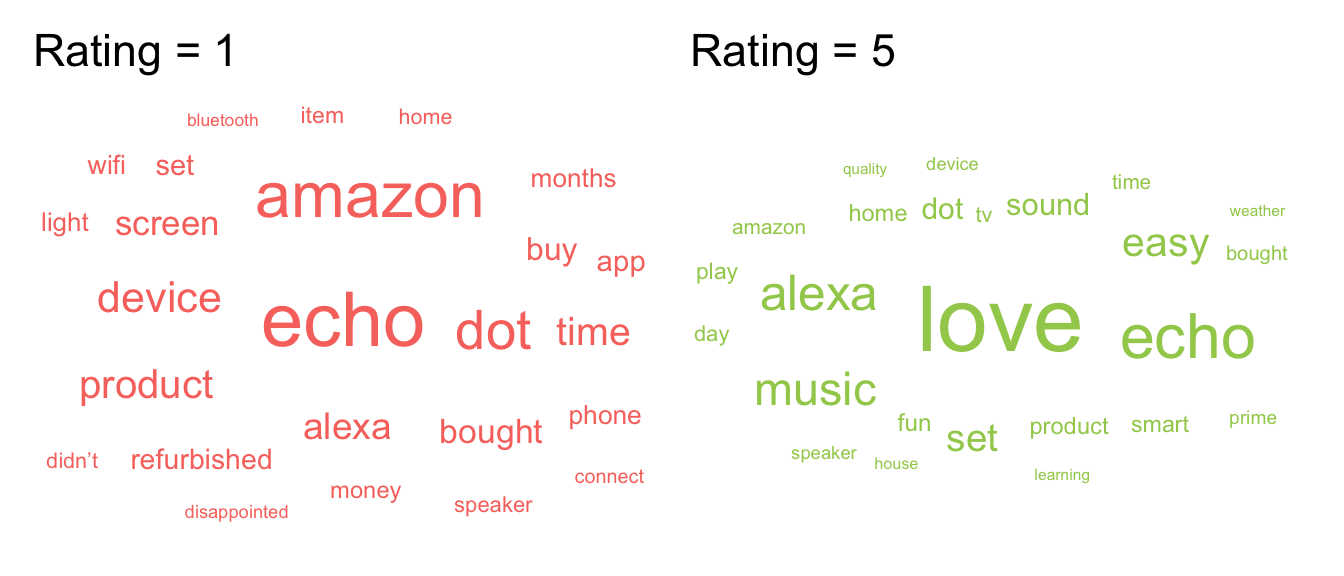 Rating = 1
bluetooth item home
wifi set
amazon
months
light screen
buy app
device
echo dot time
product
alexa bought phone
didn’t refurbished
money speaker connect
disappointed
Rating = 5
quality device
time
home dot tv sound
weather
amazon
easy bought
play alexa
love echo
day
music
fun set product smart prime
speaker house
learning